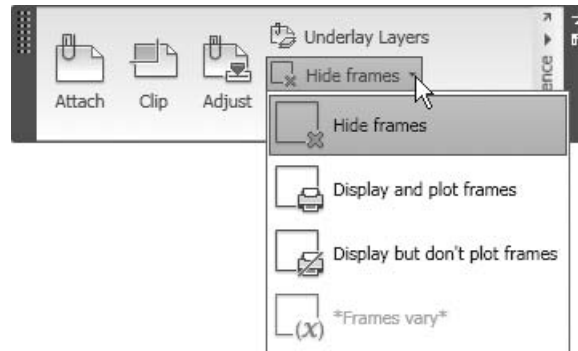 Underlay Layers
Hide frames
Attach
Clip
Adjust
ence
Hide frames
Display and plot frames
Display but don't plot frames
(x) *Frames vary*